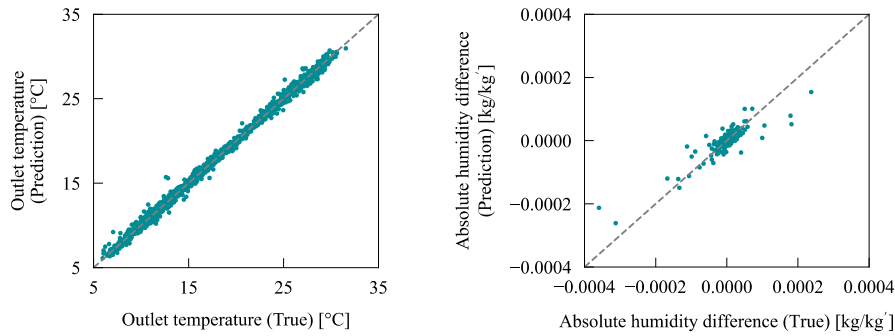 35
25
15
5
5 15 25 35
Outlet temperature
(Prediction) [°C]
Outlet temperature (True) [°C]
0.0004
0.0002
0.0000
−0.0002
−0.0004
−0.0004 −0.0002 0.0000 0.0002 0.0004
Absolute humidity difference
(Prediction) [kg/kg′]
Absolute humidity difference (True) [kg/kg′]